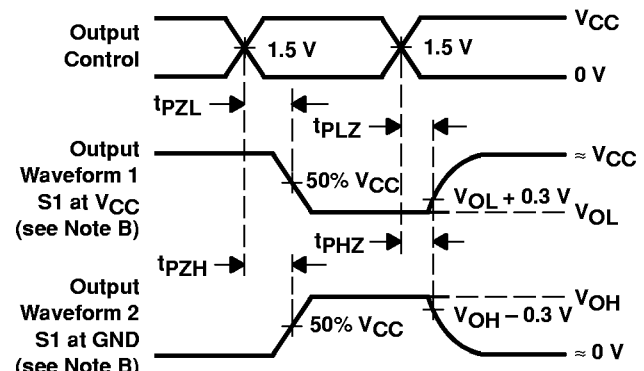 Output
Control
1.5 V
1.5 V
VCC
0 V
tPZL
tPLZ
Output
Waveform 1
S1 at VCC
(see Note B)
50% VCC
≈ VCC
VOL + 0.3 V
VOL
tPZH
tPHZ
Output
Waveform 2
S1 at GND
(see Note B)
50% VCC
VOH
VOH − 0.3 V
≈ 0 V